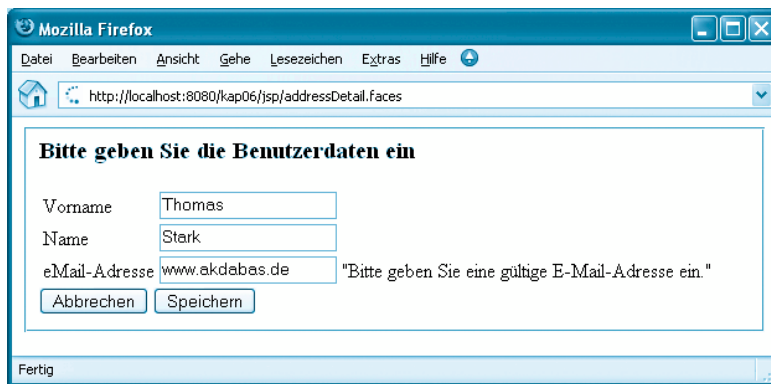 Mozilla Firefox
Datei Bearbeiten Ansicht Gehe Lesezeichen Extras Hilfe
http://localhost:8080/kap06/jsp/addressDetail.faces
Bitte geben Sie die Benutzerdaten ein
Vorname Thomas
Name Stark
eMail-Adresse www.akdabas.de "Bitte geben Sie eine gültige E-Mail-Adresse ein."
Abbrechen Speichern
Fertig